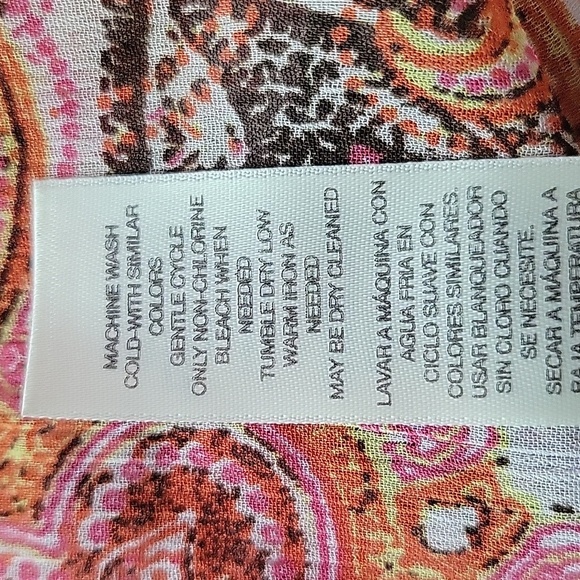 MACHINE WASH
COLD-WITH SIMILAR
COLORS
GENTLE CYCLE
ONLY NON-CHLORINE
BLEACH WHEN
NEEDED
TUMBLE DRY LOW
WARM IRON AS
NEEDED
MAY BE DRY CLEANED
LAVAR A MÁQUINA CON
AGUA FRIA EN
CICLO SUAVE CON
COLORES SIMILARES.
USAR BLANQUEADOR
SIN CLORO CUANDO
SE NECESITE.
SECAR A MÁQUINA A
BAJA TEMPERATURA